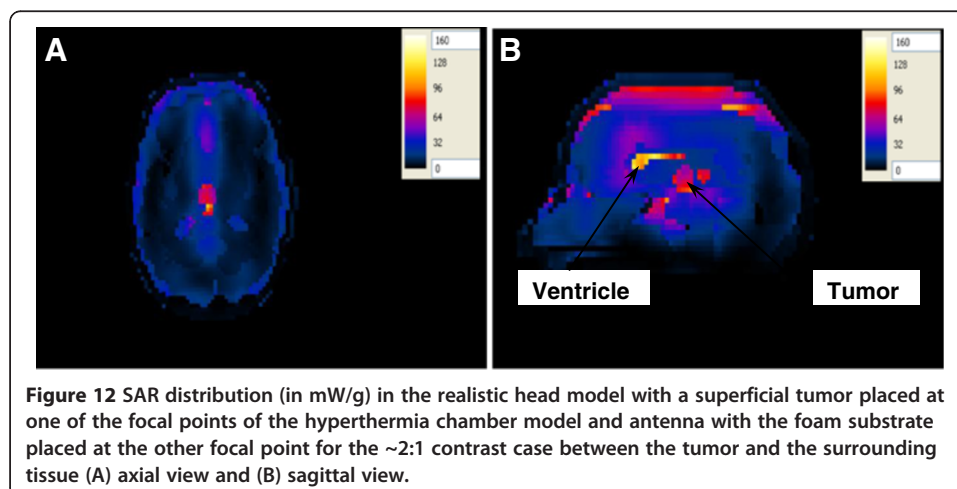 A
160
128
96
64
32
0
B
160
128
96
64
32
0
Ventricle
Tumor
Figure 12 SAR distribution (in mW/g) in the realistic head model with a superficial tumor placed at
one of the focal points of the hyperthermia chamber model and antenna with the foam substrate
placed at the other focal point for the ~2:1 contrast case between the tumor and the surrounding
tissue (A) axial view and (B) sagittal view.